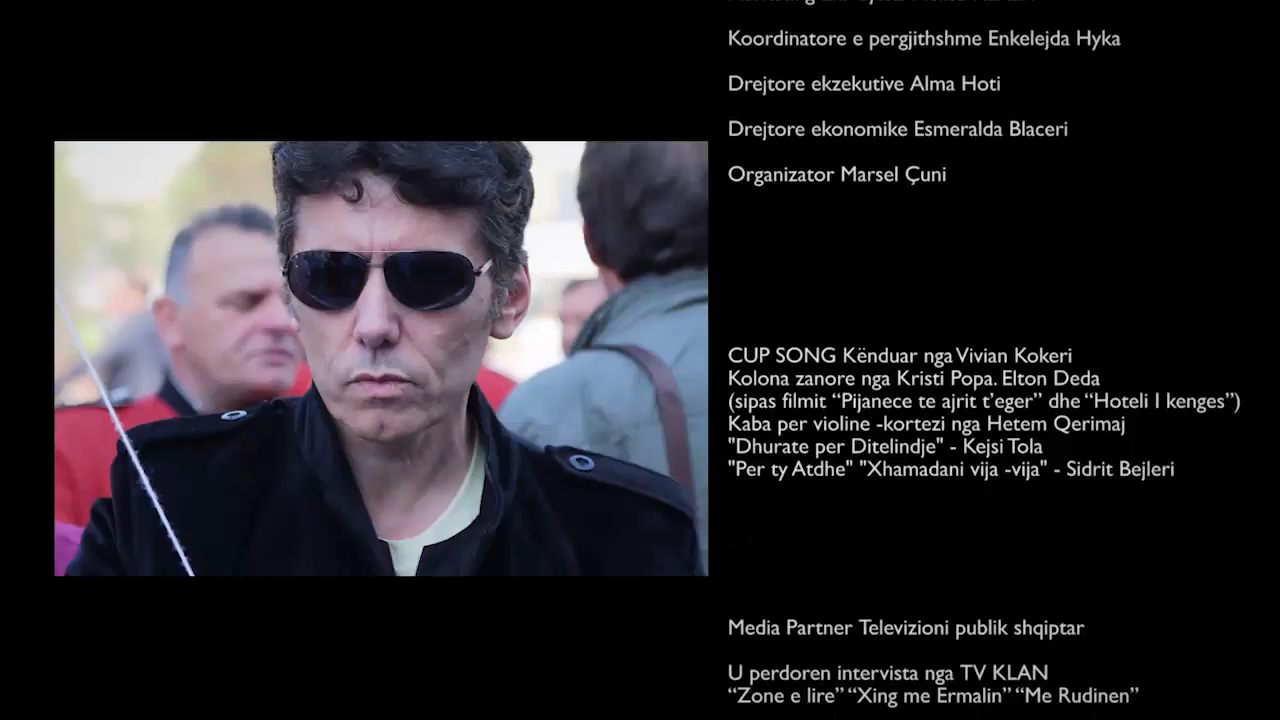 Koordinatore e pergjithshme Enkelejda Hyka
Drejtore ekzekutive Alma Hoti
Drejtore ekonomike Esmeralda Blaceri
Organizator Marsel Çuni
CUP SONG Kënduar nga Vivian Kokeri
Kolona zanore nga Kristi Popa. Elton Deda
(sipas filmit “Pijanece te ajrit t’eger” dhe “Hoteli I kenges”)
Kaba per violine -kortezi nga Hetem Qerimaj
"Dhurate per Ditelindje" - Kejsi Tola
"Per ty Atdhe" "Xhamadani vija -vija" - Sidrit Bejleri
Media Partner Televizioni publik shqiptar
U perdoren intervista nga TV KLAN
“Zone e lire” “Xing me Ermalin” “Me Rudinen”